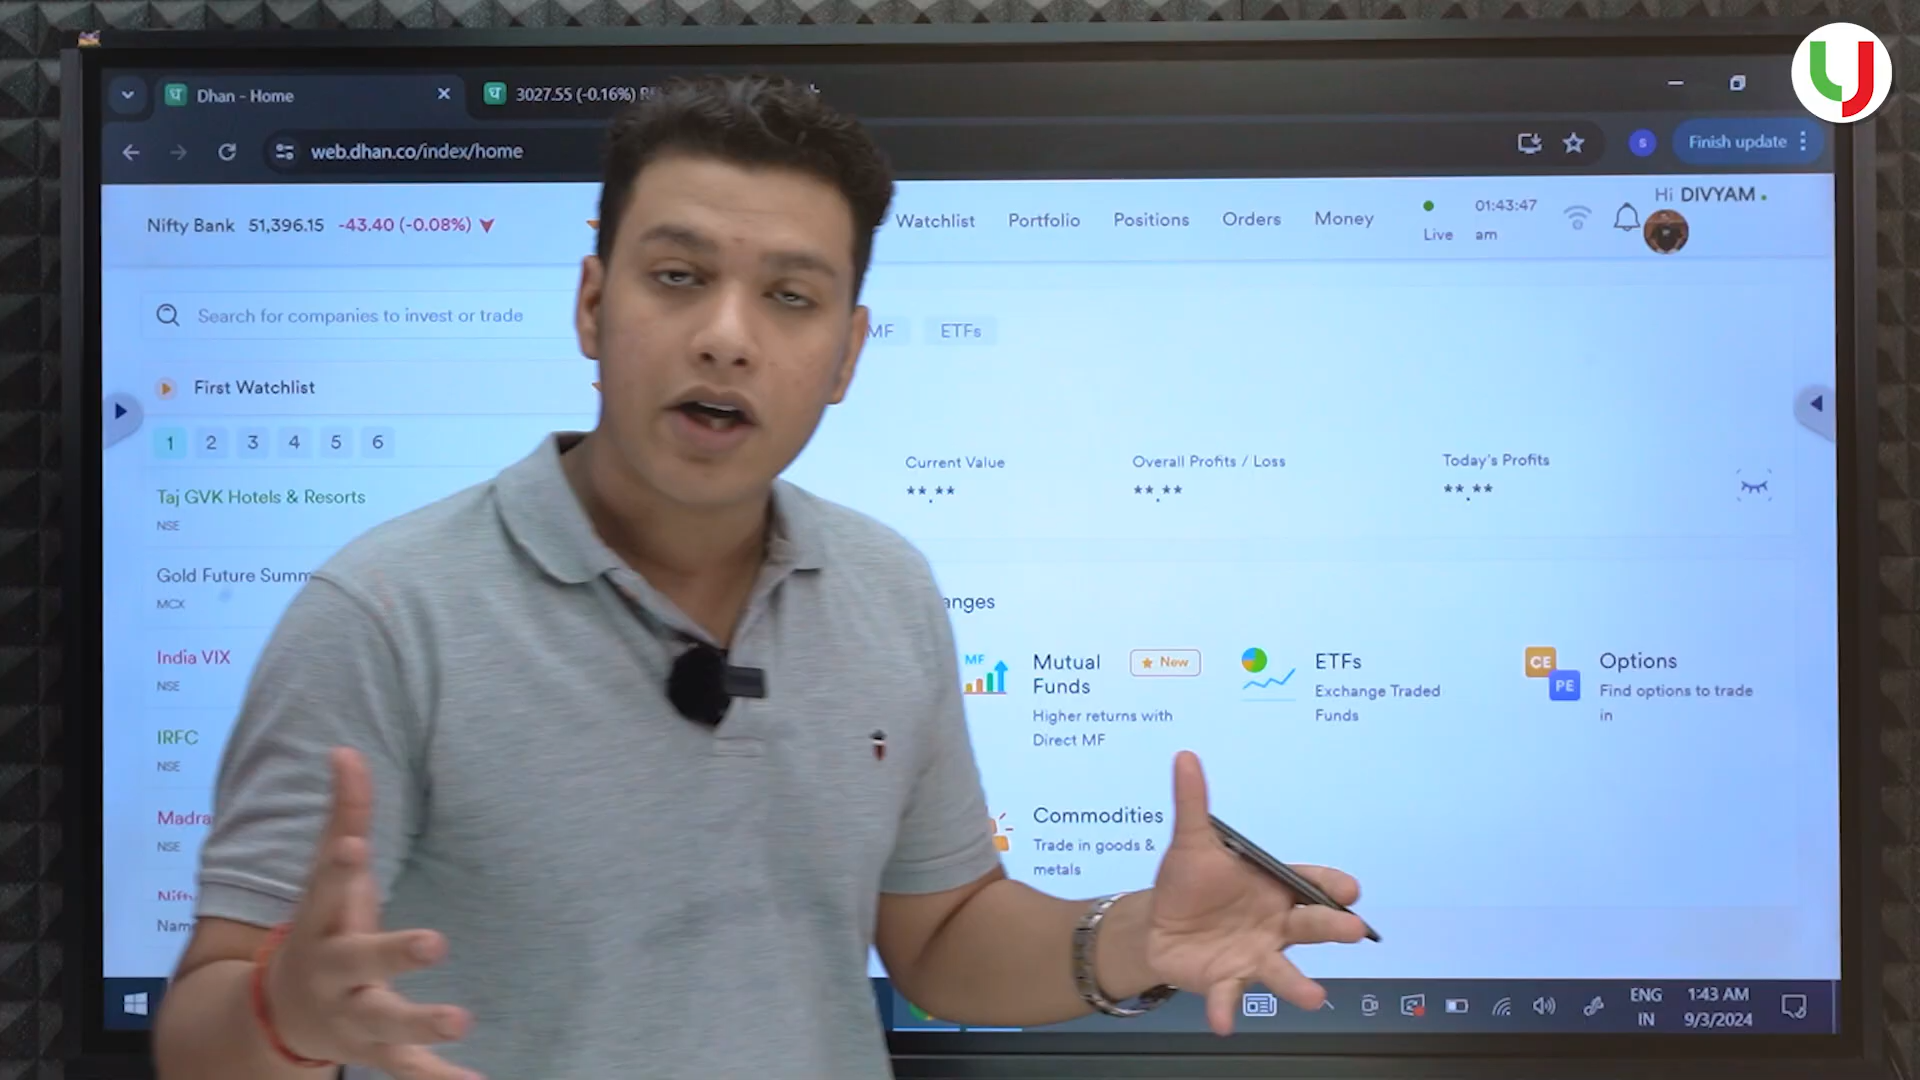 Dhan - Home
3027.55 (-0.16%)
web.dhan.co/index/home
Finish update
Nifty Bank 51,396.15 -43.40 (-0.08%)
Watchlist Portfolio Positions Orders Money
Live
01:43:47
am
Hi DIVYAM
Search for companies to invest or trade
MF ETFs
First Watchlist
1 2 3 4 5 6
Taj GVK Hotels & Resorts
NSE
Gold Future
MCX
India VIX
NSE
IRFC
NSE
NSE
Current Value
**.**
Overall Profits / Loss
**.**
Today's Profits
**.**
MF
Mutual
Funds
New
Higher returns with
Direct MF
ETFs
Exchange Traded
Funds
CE
PE
Options
Find options to trade
in
Commodities
Trade in goods &
metals
ENG
IN
1:43 AM
9/3/2024